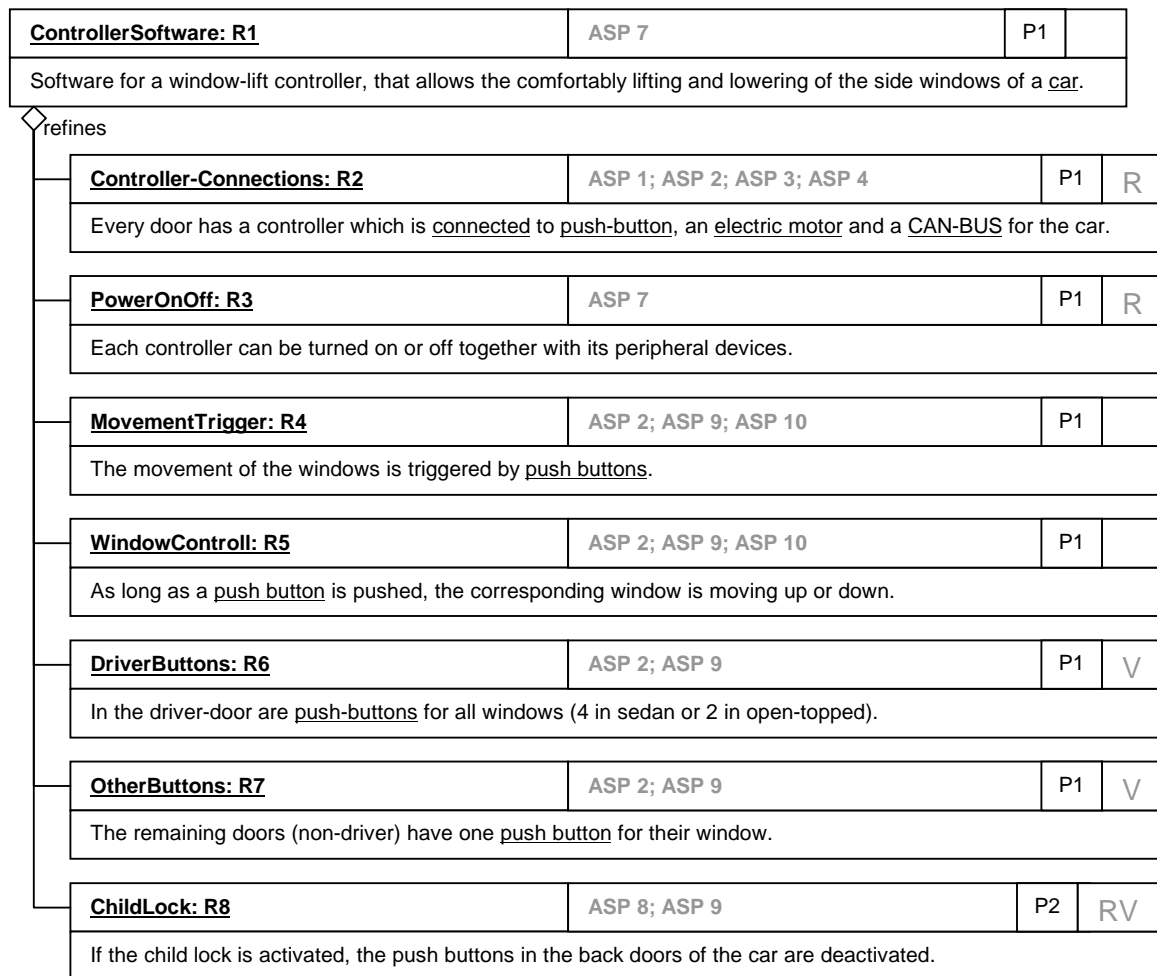 ControllerSoftware: R1 ASP 7 P1
Software for a window-lift controller, that allows the comfortably lifting and lowering of the side windows of a car.
refines
Controller-Connections: R2 ASP 1; ASP 2; ASP 3; ASP 4 P1 R
Every door has a controller which is connected to push-button, an electric motor and a CAN-BUS for the car.
PowerOnOff: R3 ASP 7 P1 R
Each controller can be turned on or off together with its peripheral devices.
MovementTrigger: R4 ASP 2; ASP 9; ASP 10 P1
The movement of the windows is triggered by push buttons.
WindowControll: R5 ASP 2; ASP 9; ASP 10 P1
As long as a push button is pushed, the corresponding window is moving up or down.
DriverButtons: R6 ASP 2; ASP 9 P1 V
In the driver-door are push-buttons for all windows (4 in sedan or 2 in open-topped).
OtherButtons: R7 ASP 2; ASP 9 P1 V
The remaining doors (non-driver) have one push button for their window.
ChildLock: R8 ASP 8; ASP 9 P2 RV
If the child lock is activated, the push buttons in the back doors of the car are deactivated.